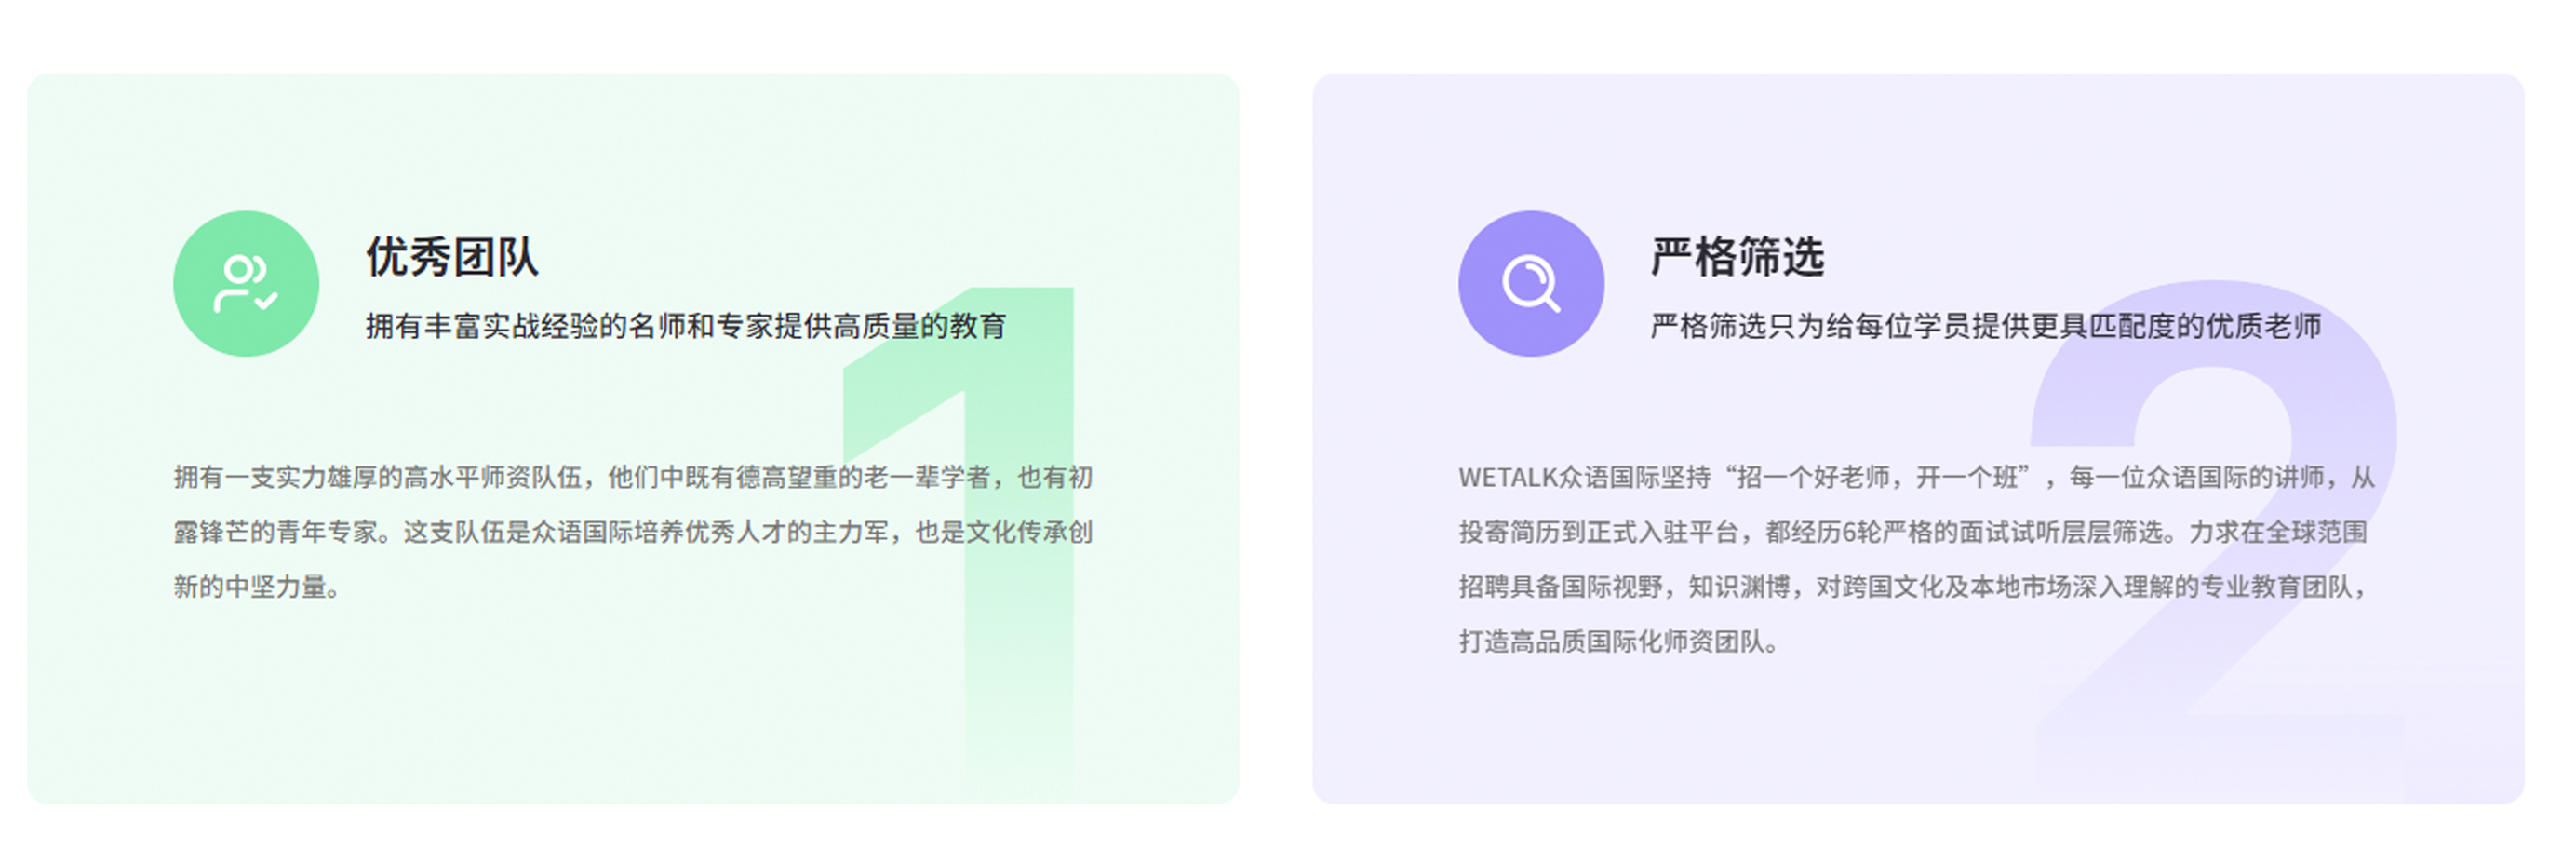 优秀团队
拥有丰富实战经验的名师和专家提供高质量的教育
1
拥有一支实力雄厚的高水平师资队伍，他们中既有德高望重的老一辈学者，也有初
露锋芒的青年专家。这支队伍是众语国际培养优秀人才的主力军，也是文化传承创
新的中坚力量。
严格筛选
严格筛选只为给每位学员提供更具匹配度的优质老师
2
WETALK众语国际坚持“招一个好老师，开一个班”，每一位众语国际的讲师，从
投寄简历到正式入驻平台，都经历6轮严格的面试试听层层筛选。力求在全球范围
招聘具备国际视野，知识渊博，对跨国文化及本地市场深入理解的专业教育团队，
打造高品质国际化师资团队。